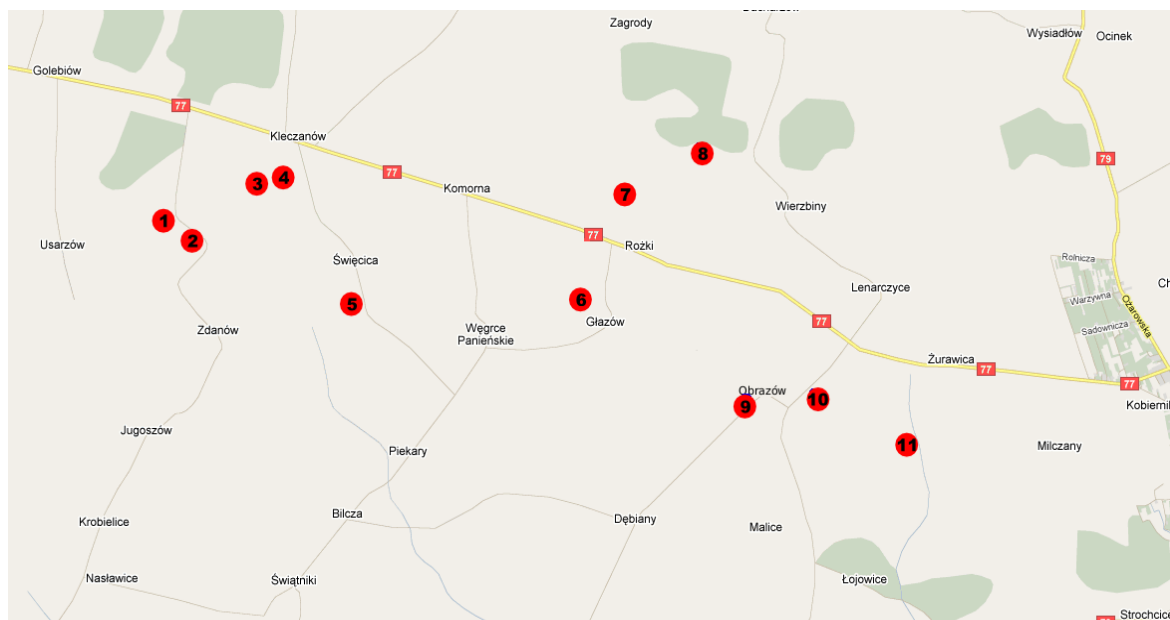 Zagrody
Wysiadłów
Ocinek
Golebiów
77
Kleczanów
8
79
77
3
4
Komorna
7
Wierzbiny
1
2
Usarzów
77
Rożki
Święcica
Rolnicza
Lenarczyce
Warzywna
Ożarowska
5
6
Zdanów
Głazów
77
Sadownicza
Węgrce
Panieńskie
Żurawica
77
77
Obrazów
9
10
Jugoszów
11
Milczany
Piekary
Bilcza
Dębiany
Malice
Krobielice
Nasławice
Świątniki
Łojowice
Strochcice